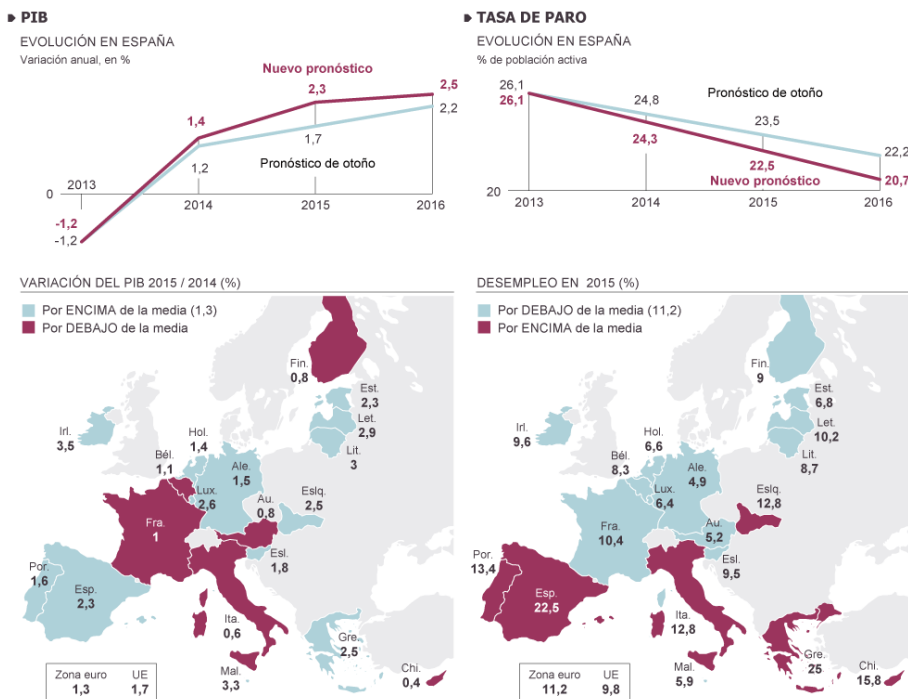 PIB
EVOLUCIÓN EN ESPAÑA
Variación anual, en %
Nuevo pronóstico
2,3
2,5
2,2
1,4
1,7
1,2
Pronóstico de otoño
0
2013
2014
2015
2016
-1,2
-1,2
TASA DE PARO
EVOLUCIÓN EN ESPAÑA
% de población activa
26,1
26,1
24,8
Pronóstico de otoño
23,5
22,2
24,3
22,5
Nuevo pronóstico
20,7
20
2013
2014
2015
2016
VARIACIÓN DEL PIB 2015 / 2014 (%)
Por ENCIMA de la media (1,3)
Por DEBAJO de la media
Fin.
0,8
Est.
2,3
Let.
2,9
Lit.
3
Irl.
3,5
Hol.
1,4
Bél.
1,1
Ale.
1,5
Lux.
2,6
Au.
0,8
Eslq.
2,5
Fra.
1
Esl.
1,8
Por.
1,6
Esp.
2,3
Ita.
0,6
Gre.
2,5
Mal.
3,3
Chi.
0,4
Zona euro
1,3
UE
1,7
DESEMPLEO EN 2015 (%)
Por DEBAJO de la media (11,2)
Por ENCIMA de la media
Fin.
9
Est.
6,8
Let.
10,2
Lit.
8,7
Irl.
9,6
Hol.
6,6
Bél.
8,3
Ale.
4,9
Lux.
6,4
Eslq.
12,8
Au.
5,2
Fra.
10,4
Esl.
9,5
Por.
13,4
Esp.
22,5
Ita.
12,8
Gre.
25
Mal.
5,9
Chi.
15,8
Zona euro
11,2
UE
9,8